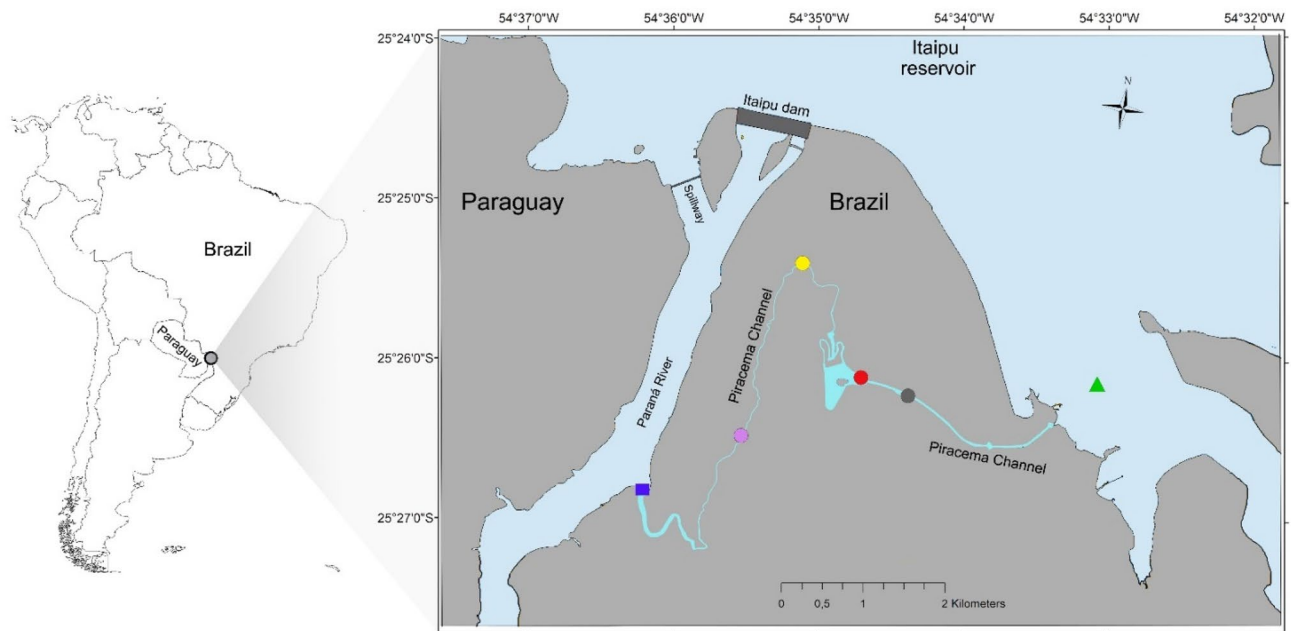 54°37'0"W 54°36'0"W 54°35'0"W 54°34'0"W 54°33'0"W 54°32'0"W
25°24'0"S
25°25'0"S
25°26'0"S
25°27'0"S
Brazil
Paraguay
Itaipu
reservoir
N
Itaipu dam
Spillway
Paraguay
Brazil
Piracema Channel
Paraná River
Piracema Channel
0 0,5 1 2 Kilometers